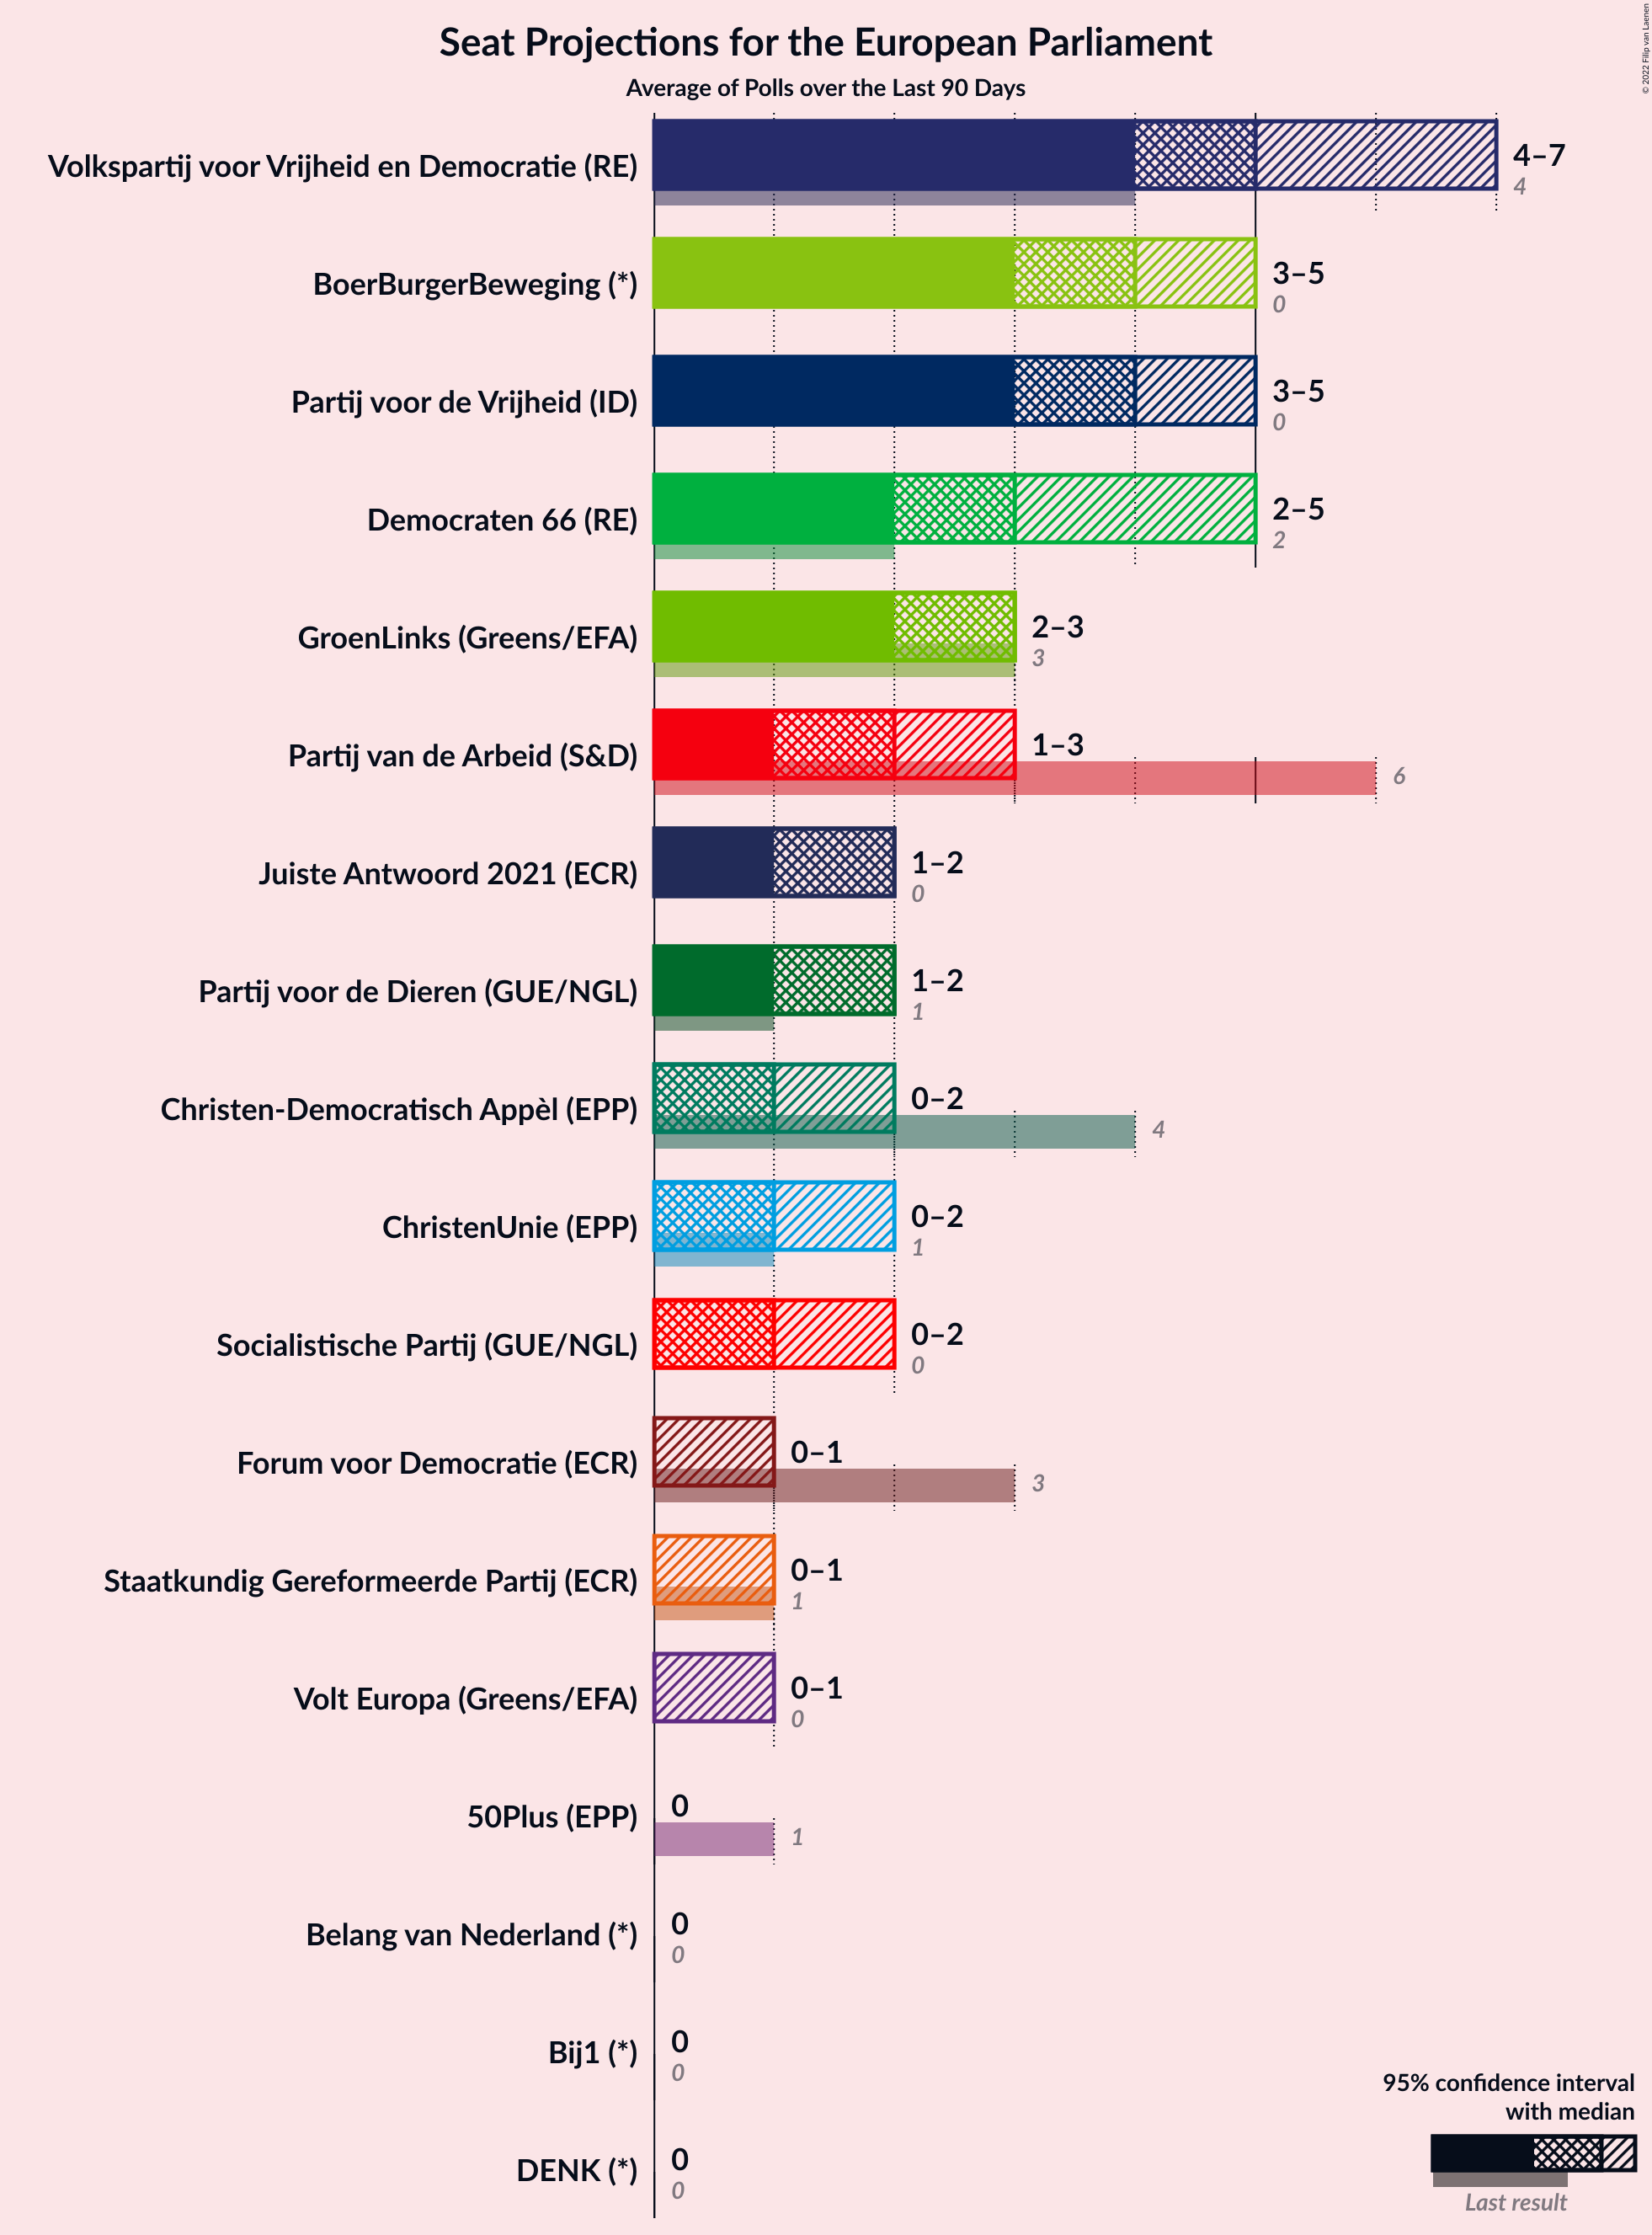 Seat Projections for the European Parliament
Average of Polls over the Last 90 Days
© 2022 Filip van Laenen
Volkspartij voor Vrijheid en Democratie (RE)
4–7
4
BoerBurgerBeweging (*)
3–5
0
Partij voor de Vrijheid (ID)
3–5
0
Democraten 66 (RE)
2–5
2
GroenLinks (Greens/EFA)
2–3
3
Partij van de Arbeid (S&D)
1–3
6
Juiste Antwoord 2021 (ECR)
1–2
0
Partij voor de Dieren (GUE/NGL)
1–2
1
Christen-Democratisch Appèl (EPP)
0–2
4
ChristenUnie (EPP)
0–2
1
Socialistische Partij (GUE/NGL)
0–2
0
Forum voor Democratie (ECR)
0–1
3
Staatkundig Gereformeerde Partij (ECR)
0–1
1
Volt Europa (Greens/EFA)
0–1
0
50Plus (EPP)
0
1
Belang van Nederland (*)
0
0
Bij1 (*)
0
0
DENK (*)
0
0
95% confidence interval
with median
Last result